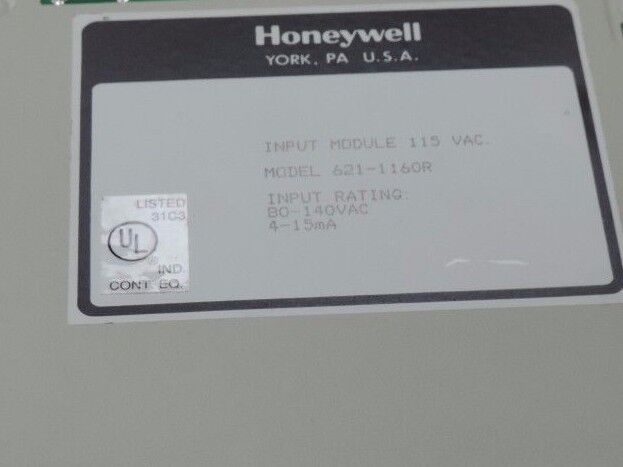 Honeywell
YORK, PA U.S.A.
INPUT MODULE 115 VAC.
MODEL 621-1160R
INPUT RATING:
80-140VAC
4-15mA
LISTED
31C3
UL
®
IND.
CONT. EQ.